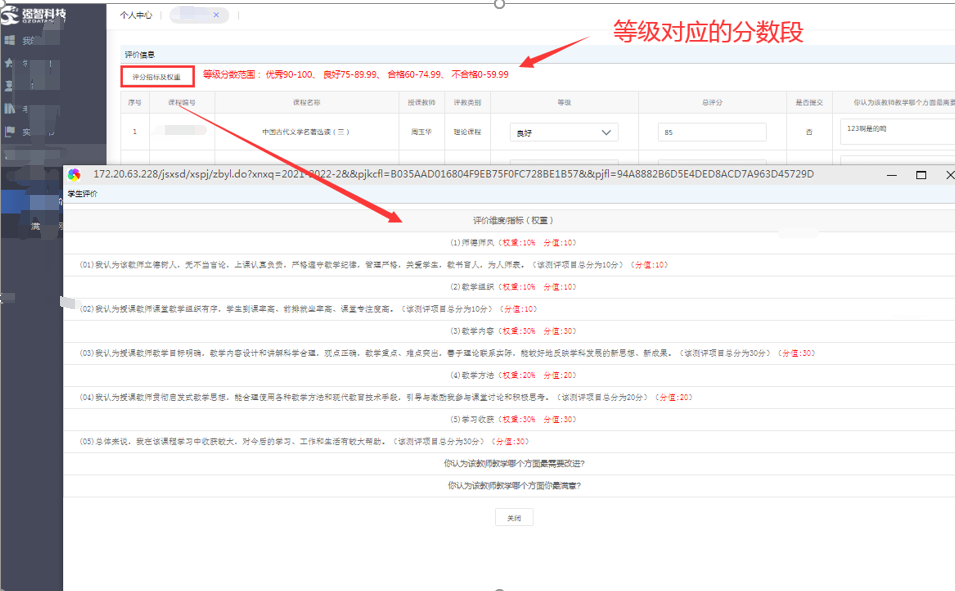 强智科技
个人中心
等级对应的分数段
评价信息
评分指标及权重 等级分数范围：优秀90-100、 良好75-89.99、 合格60-74.99、 不合格0-59.99
序号 课程编号 课程名称 授课教师 评教类别 等级 总评分 是否提交 你认为该教师教学哪个方面最需要
1 中国古代文学名著选读（三） 周玉华 理论课程 良好 85 否 123啊是的啊
172.20.63.228/jsxsd/xspj/zbyl.do?xnxq=2021-2022-2&&pjkcfl=B035AAD016804F9EB75F0FC728BE1B57&&pjfl=94A8882B6D5E4DED8ACD7A963D45729D
学生评价
评价维度/指标（权重）
(1)师德师风（权重:10% 分值:10）
(01)我认为该教师立德树人，无不当言论，上课认真负责，严格遵守教学纪律，管理严格、关爱学生，教书育人，为人师表。（该测评项目总分为10分）（分值:10）
(2)教学组织（权重:10% 分值:10）
(02)我认为授课教师课堂教学组织有序，学生到课率高、前排就坐率高、课堂专注度高。（该测评项目总分为10分）（分值:10）
(3)教学内容（权重:30% 分值:30）
(03)我认为授课教师教学目标明确，教学内容设计和讲解科学合理，观点正确，教学重点、难点突出，善于理论联系实际，能较好地反映学科发展的新思想、新成果。（该测评项目总分为30分）（分值:30）
(4)教学方法（权重:20% 分值:20）
(04)我认为授课教师贯彻启发式教学思想，能合理使用各种教学方法和现代教育技术手段，引导与激励我参与课堂讨论和积极思考。（该测评项目总分为20分）（分值:20）
(5)学习收获（权重:30% 分值:30）
(05)总体来说，我在该课程学习中收获较大，对今后的学习、工作和生活有较大帮助。（该测评项目总分为30分）（分值:30）
你认为该教师教学哪个方面最需要改进?
你认为该教师教学哪个方面你最满意?
关闭